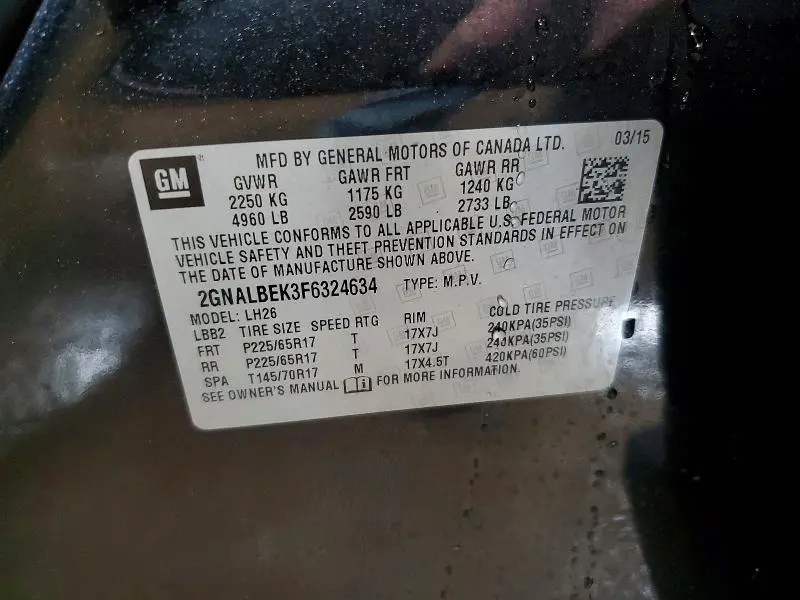 GM
MFD BY GENERAL MOTORS OF CANADA LTD. 03/15
GVWR GAWR FRT GAWR RR
2250 KG 1175 KG 1240 KG
4960 LB 2590 LB 2733 LB
THIS VEHICLE CONFORMS TO ALL APPLICABLE U.S. FEDERAL MOTOR
VEHICLE SAFETY AND THEFT PREVENTION STANDARDS IN EFFECT ON
THE DATE OF MANUFACTURE SHOWN ABOVE.
2GNALBEK3F6324634 TYPE: M.P.V.
MODEL: LH26
LBB2 TIRE SIZE SPEED RTG RIM COLD TIRE PRESSURE
FRT P225/65R17 T 17X7J 240KPA(35PSI)
RR P225/65R17 T 17X7J 240KPA(35PSI)
SPA T145/70R17 M 17X4.5T 420KPA(60PSI)
SEE OWNER'S MANUAL FOR MORE INFORMATION.